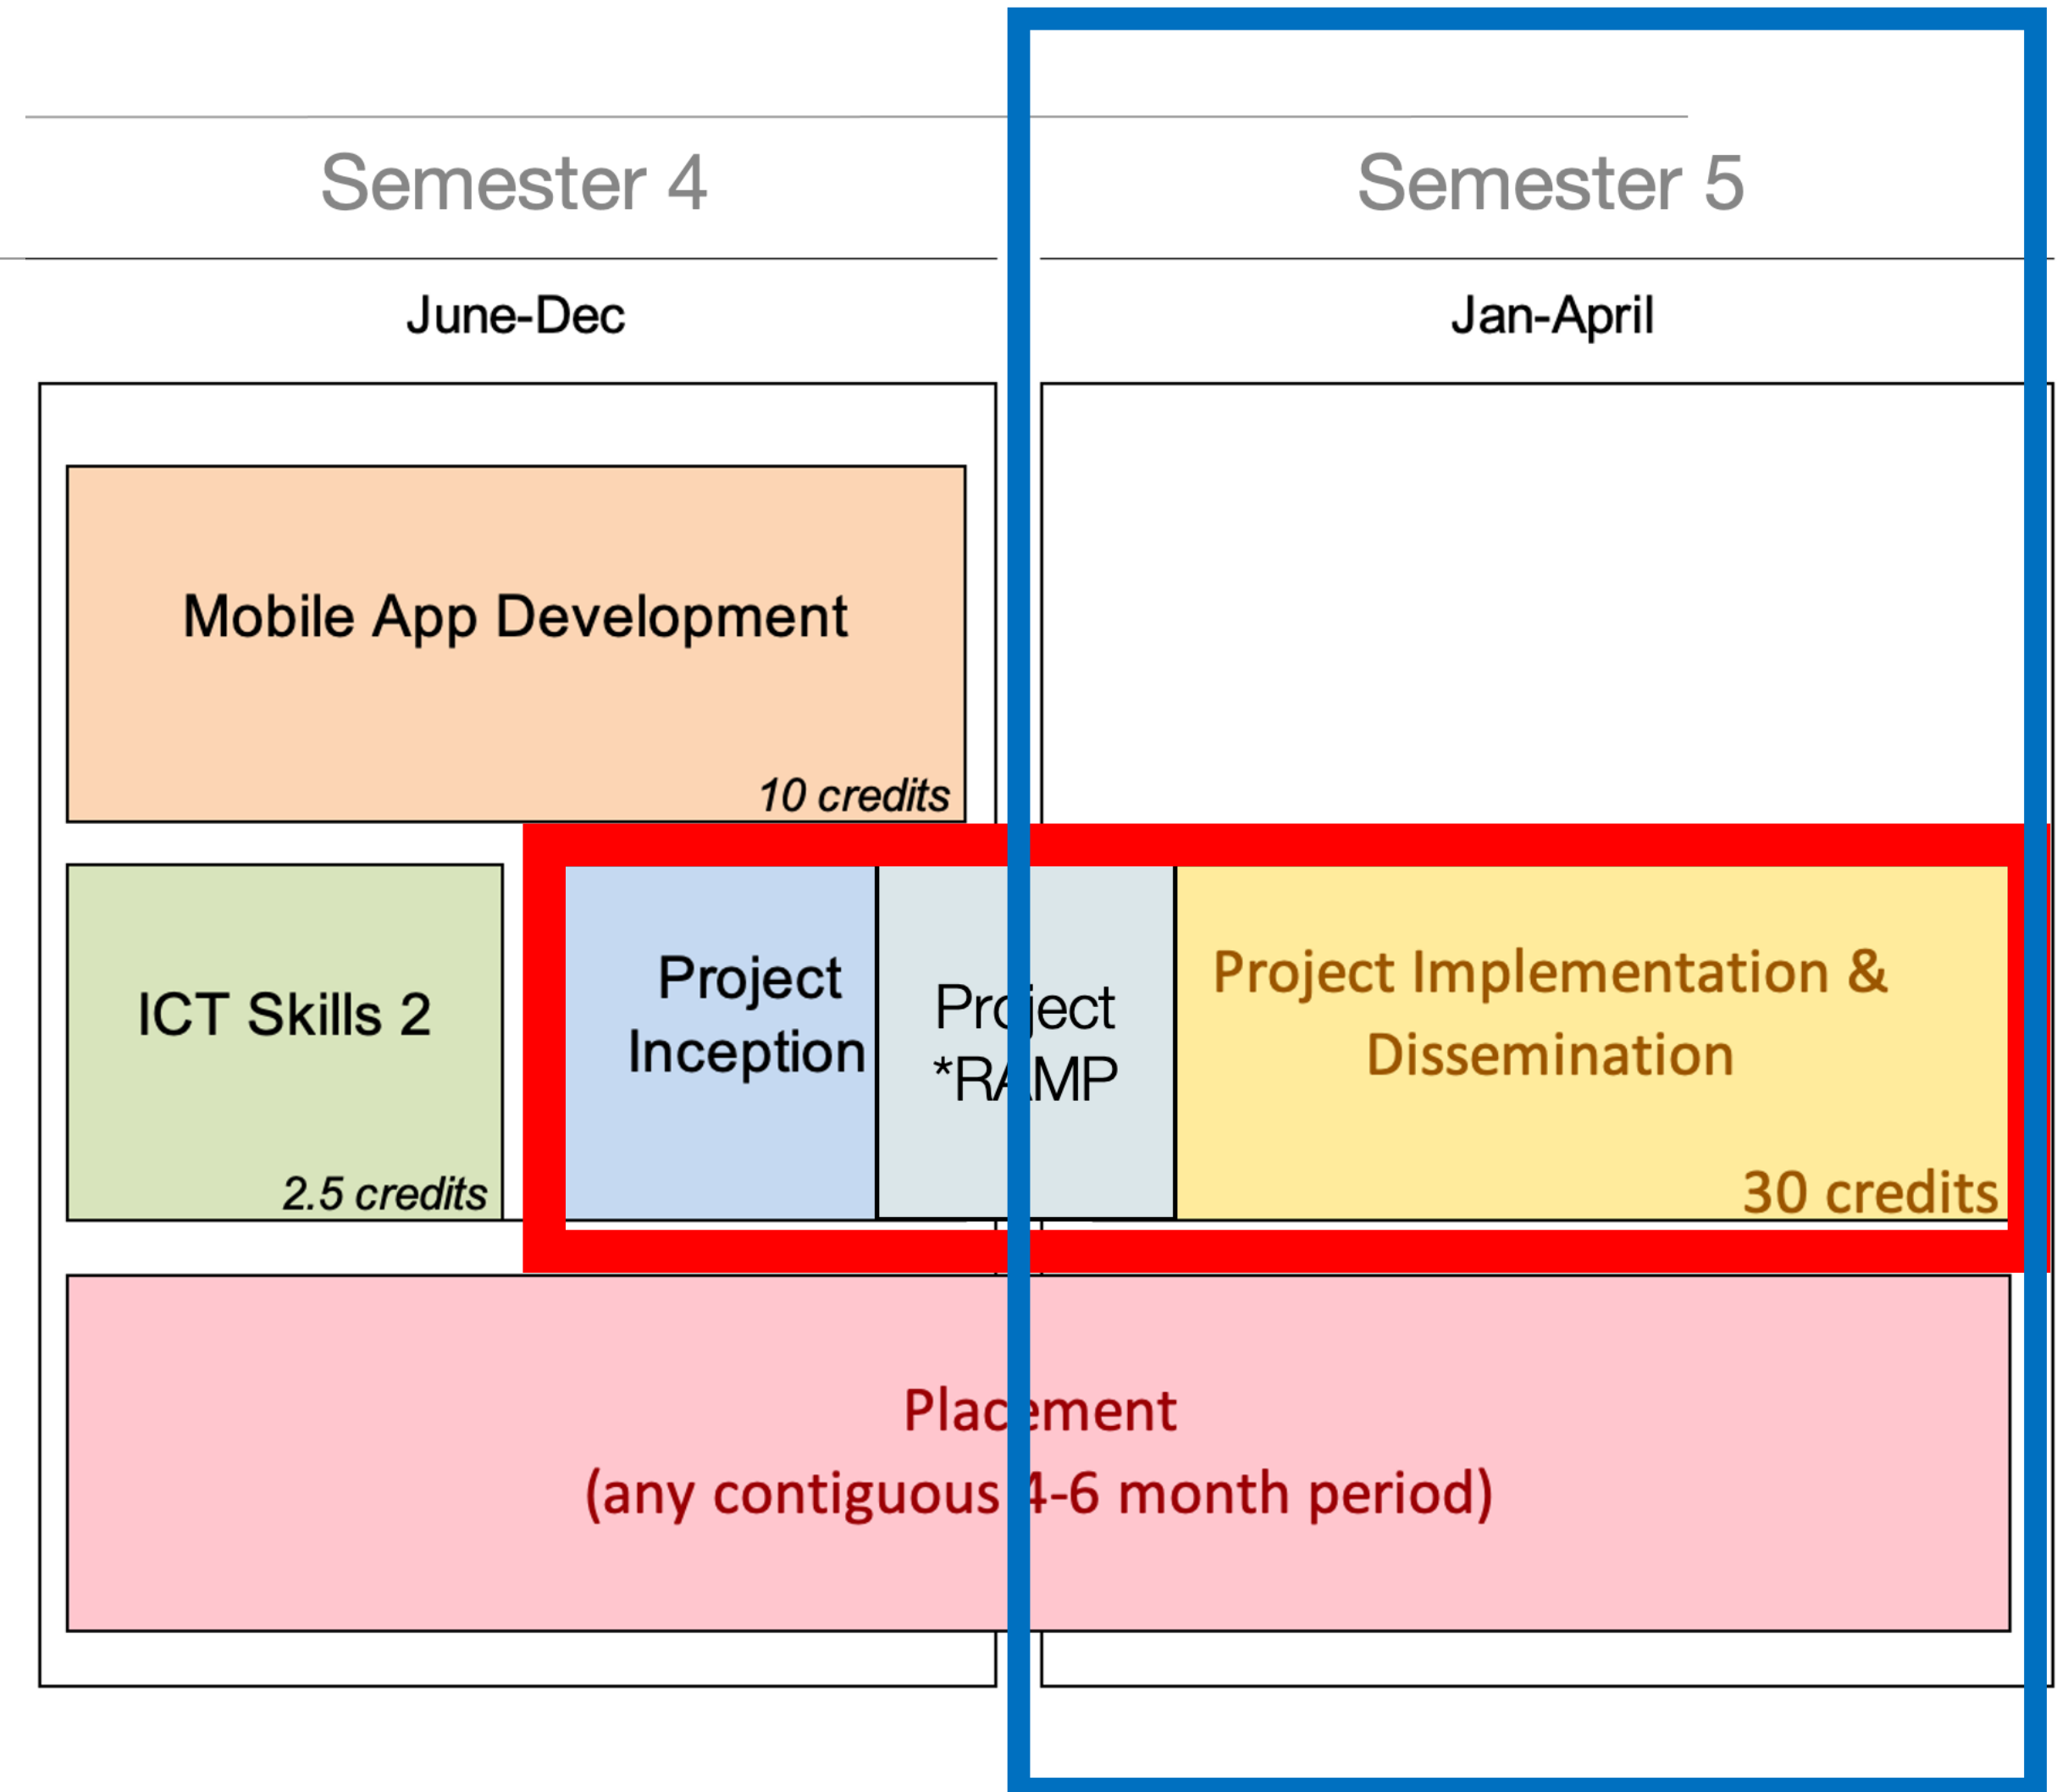 Semester 4
Semester 5
June-Dec
Jan-April
Mobile App Development
10 credits
ICT Skills 2
2.5 credits
Project
Inception
Project
*RAMP
Project Implementation &
Dissemination
30 credits
Placement
(any contiguous 4-6 month period)